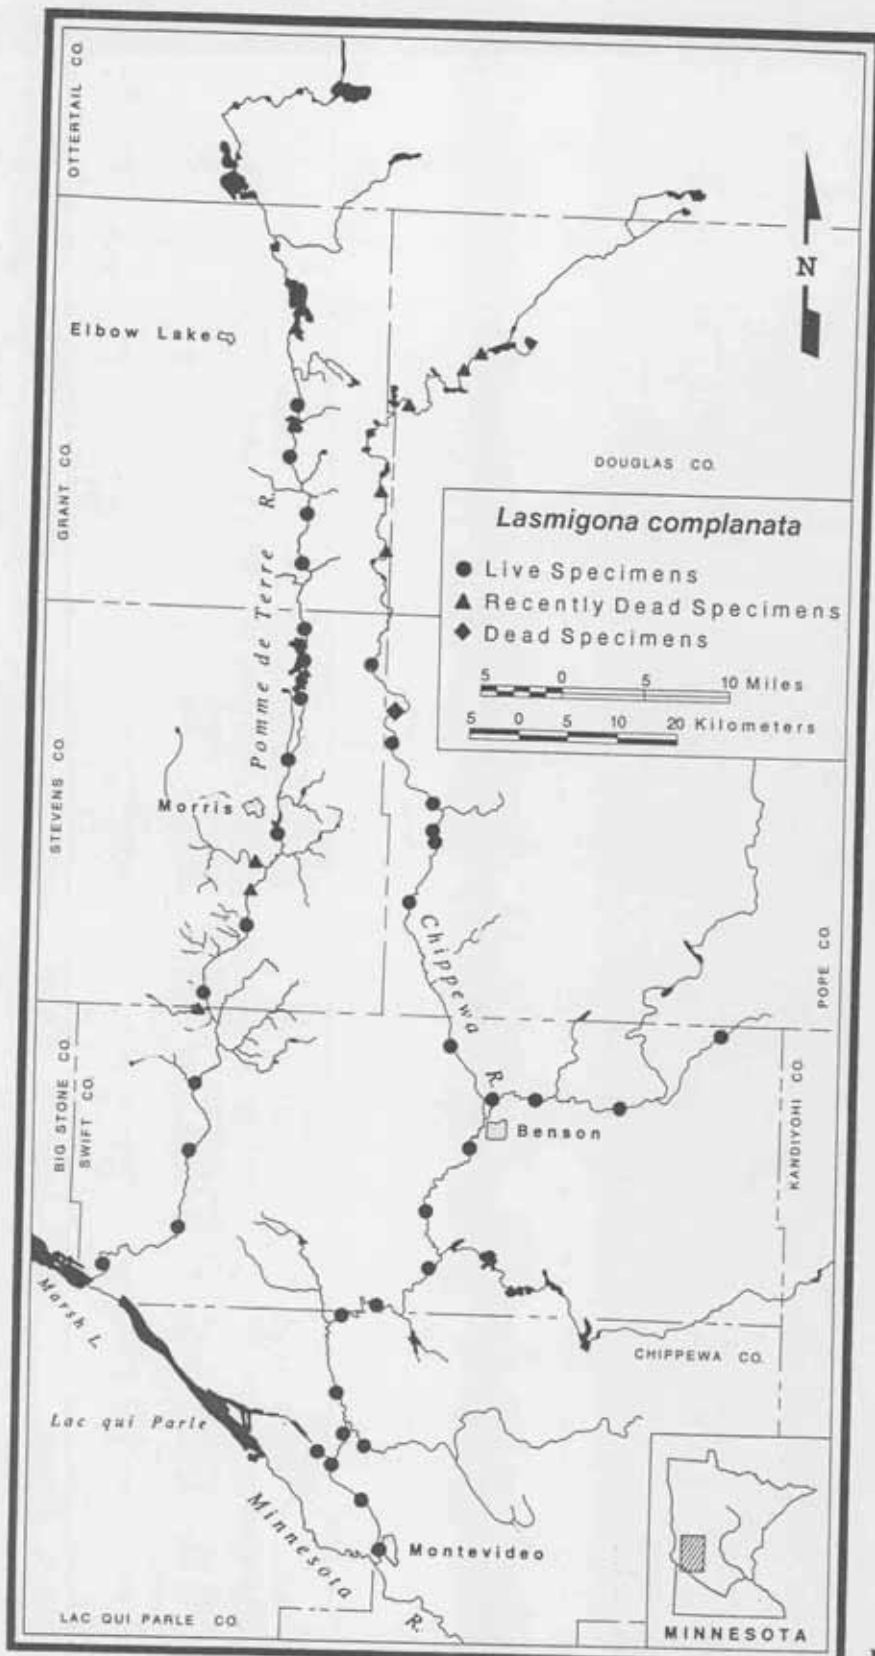 OTTERTAIL CO.
N
Elbow Lake
GRANT CO.
DOUGLAS CO.
Pomme de Terre R.
Lasmigona complanata
Live Specimens
Recently Dead Specimens
Dead Specimens
5 0 5 10 Miles
5 0 5 10 20 Kilometers
STEVENS CO.
Morris
Chippewa R.
POPE CO.
BIG STONE CO.
SWIFT CO.
KANDIYOHI CO.
Benson
Marsh L.
CHIPPEWA CO.
Lac qui Parle
Minnesota R.
Montevideo
LAC QUI PARLE CO.
MINNESOTA